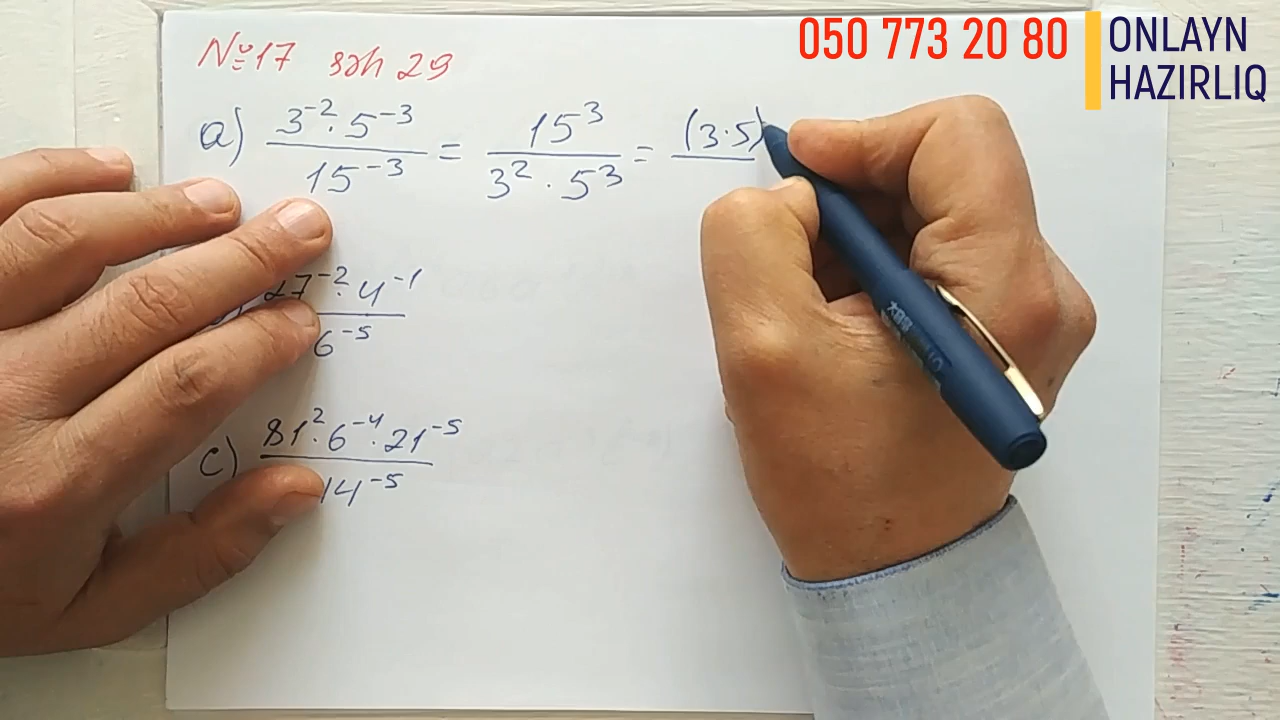 050 773 20 80
ONLAYN
HAZIRLIQ
№17 səh 29
a) 3⁻²·5⁻³ / 15⁻³ = 15³ / 3²·5³ = (3·5)
27⁻²·4⁻¹ / 6⁻⁵
c) 81²·6⁻⁴·21⁻⁵ / 14⁻⁵